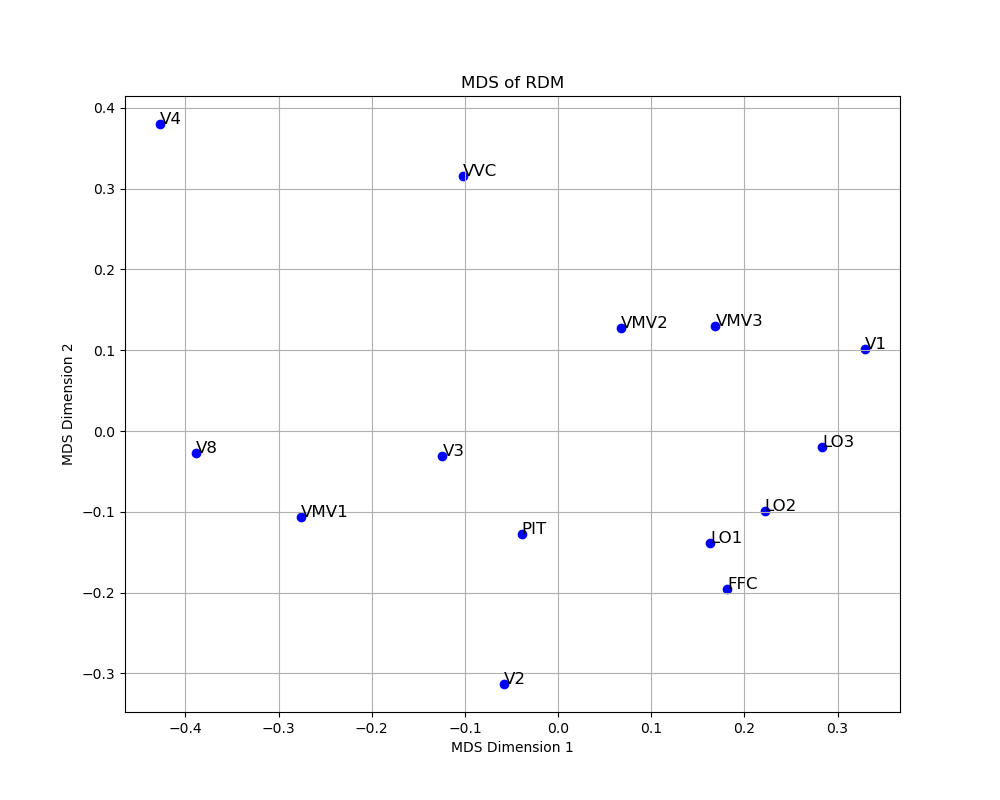 MDS of RDM
0.4
V4
VVC
0.3
0.2
VMV2
VMV3
0.1
V1
MDS Dimension 2
0.0
LO3
V8
V3
−0.1
VMV1
LO2
PIT
LO1
FFC
−0.2
−0.3
V2
−0.4
−0.3
−0.2
−0.1
0.0
0.1
0.2
0.3
MDS Dimension 1